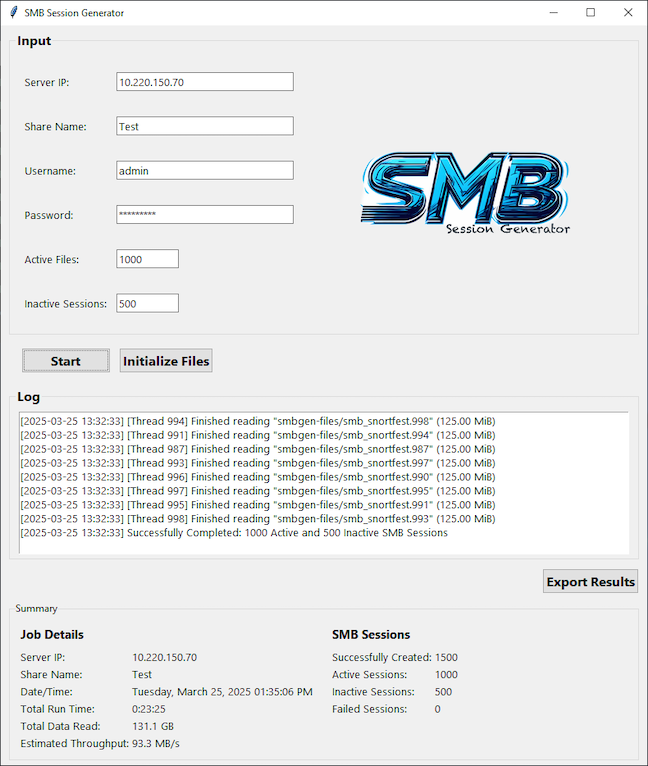 SMB Session Generator
Input
Server IP: 10.220.150.70
Share Name: Test
Username: admin
Password: *********
Active Files: 1000
Inactive Sessions: 500
SMB
Session Generator
Start Initialize Files
Log
[2025-03-25 13:32:33] [Thread 994] Finished reading "smbgen-files/smb_snortfest.998" (125.00 MiB)
[2025-03-25 13:32:33] [Thread 991] Finished reading "smbgen-files/smb_snortfest.994" (125.00 MiB)
[2025-03-25 13:32:33] [Thread 987] Finished reading "smbgen-files/smb_snortfest.987" (125.00 MiB)
[2025-03-25 13:32:33] [Thread 993] Finished reading "smbgen-files/smb_snortfest.997" (125.00 MiB)
[2025-03-25 13:32:33] [Thread 996] Finished reading "smbgen-files/smb_snortfest.990" (125.00 MiB)
[2025-03-25 13:32:33] [Thread 997] Finished reading "smbgen-files/smb_snortfest.995" (125.00 MiB)
[2025-03-25 13:32:33] [Thread 995] Finished reading "smbgen-files/smb_snortfest.991" (125.00 MiB)
[2025-03-25 13:32:33] [Thread 998] Finished reading "smbgen-files/smb_snortfest.993" (125.00 MiB)
[2025-03-25 13:32:33] Successfully Completed: 1000 Active and 500 Inactive SMB Sessions
Export Results
Summary
Job Details
Server IP: 10.220.150.70
Share Name: Test
Date/Time: Tuesday, March 25, 2025 01:35:06 PM
Total Run Time: 0:23:25
Total Data Read: 131.1 GB
Estimated Throughput: 93.3 MB/s
SMB Sessions
Successfully Created: 1500
Active Sessions: 1000
Inactive Sessions: 500
Failed Sessions: 0